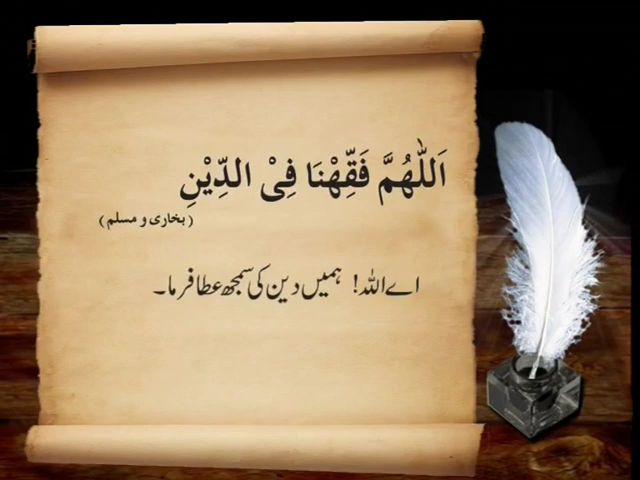 اَللّٰهُمَّ فَقِّهْنَا فِیْ الدِّیْنِ
(بخاری و مسلم)
اے اللہ! ہمیں دین کی سمجھ عطا فرما۔